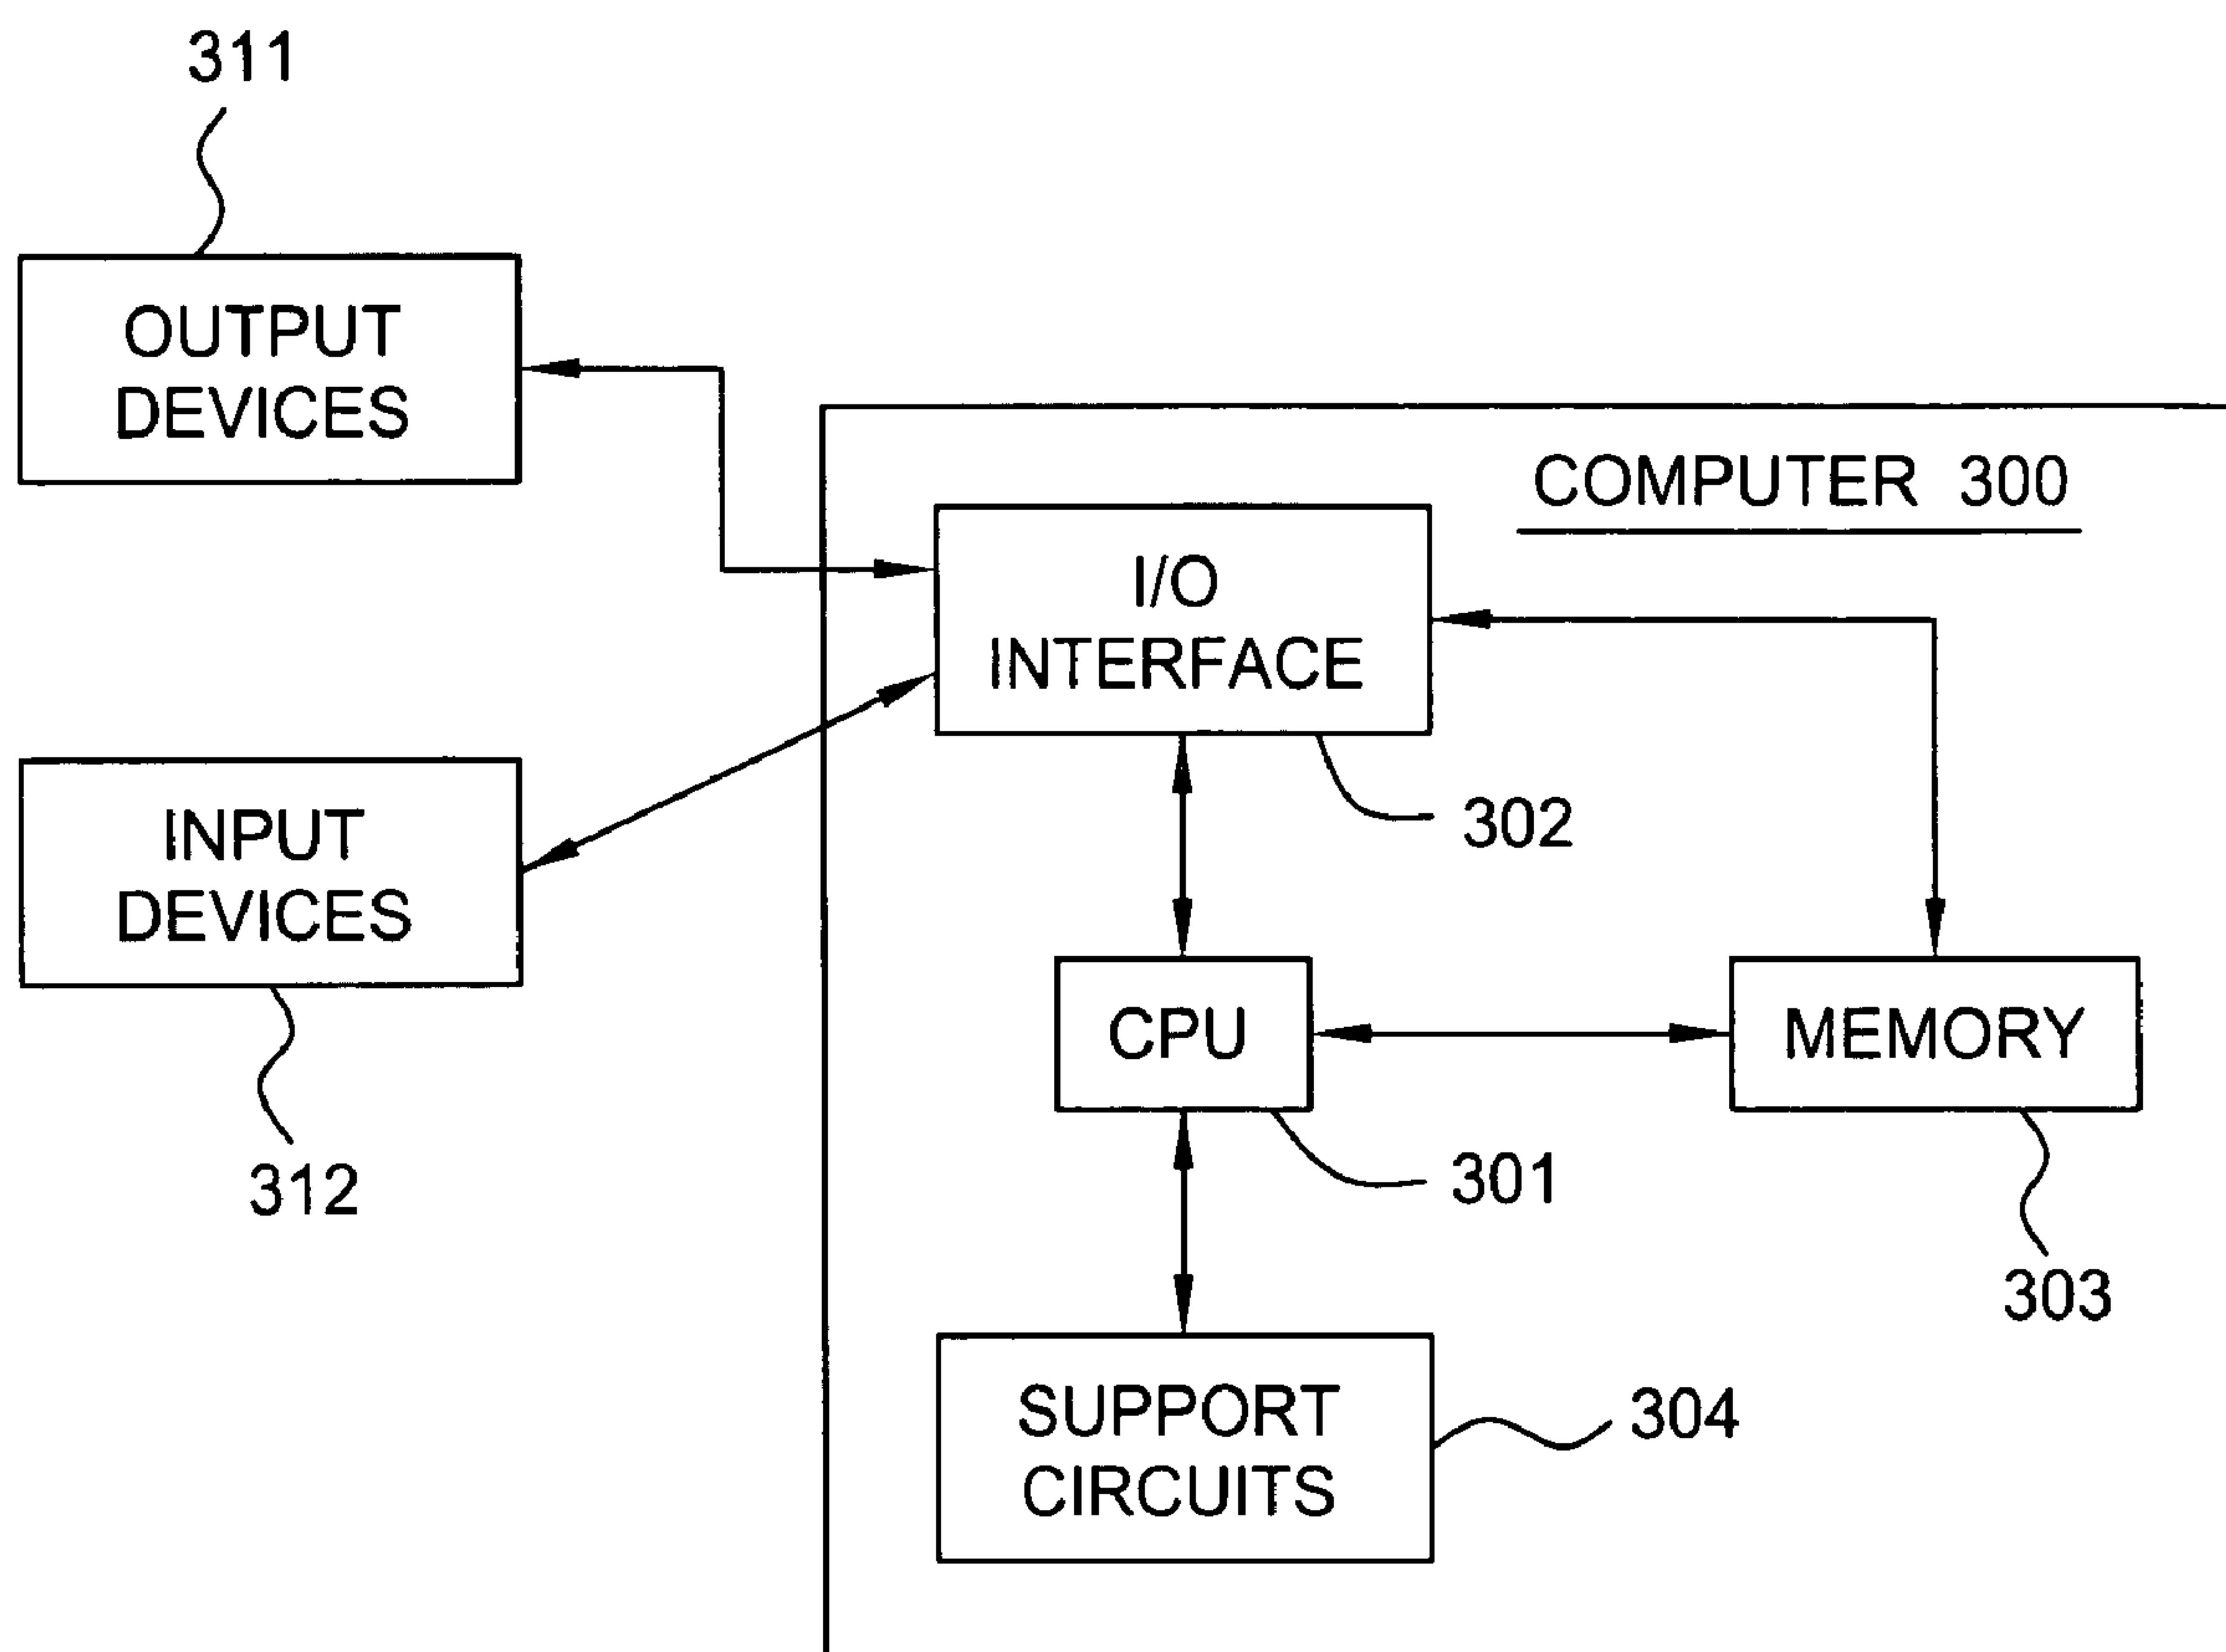 311
OUTPUT
DEVICES
COMPUTER 300
I/O
INTERFACE
302
INPUT
DEVICES
312
CPU
301
MEMORY
303
SUPPORT
CIRCUITS
304